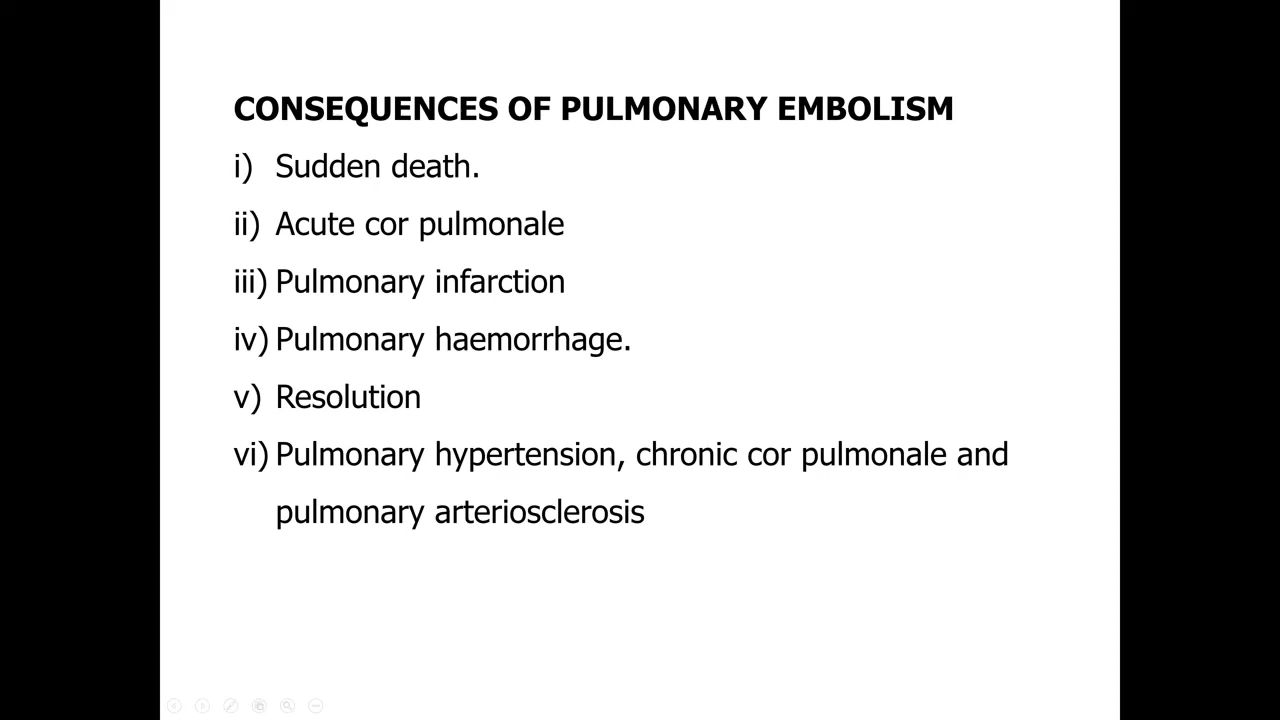 CONSEQUENCES OF PULMONARY EMBOLISM
i) Sudden death.
ii) Acute cor pulmonale
iii) Pulmonary infarction
iv) Pulmonary haemorrhage.
v) Resolution
vi) Pulmonary hypertension, chronic cor pulmonale and
pulmonary arteriosclerosis